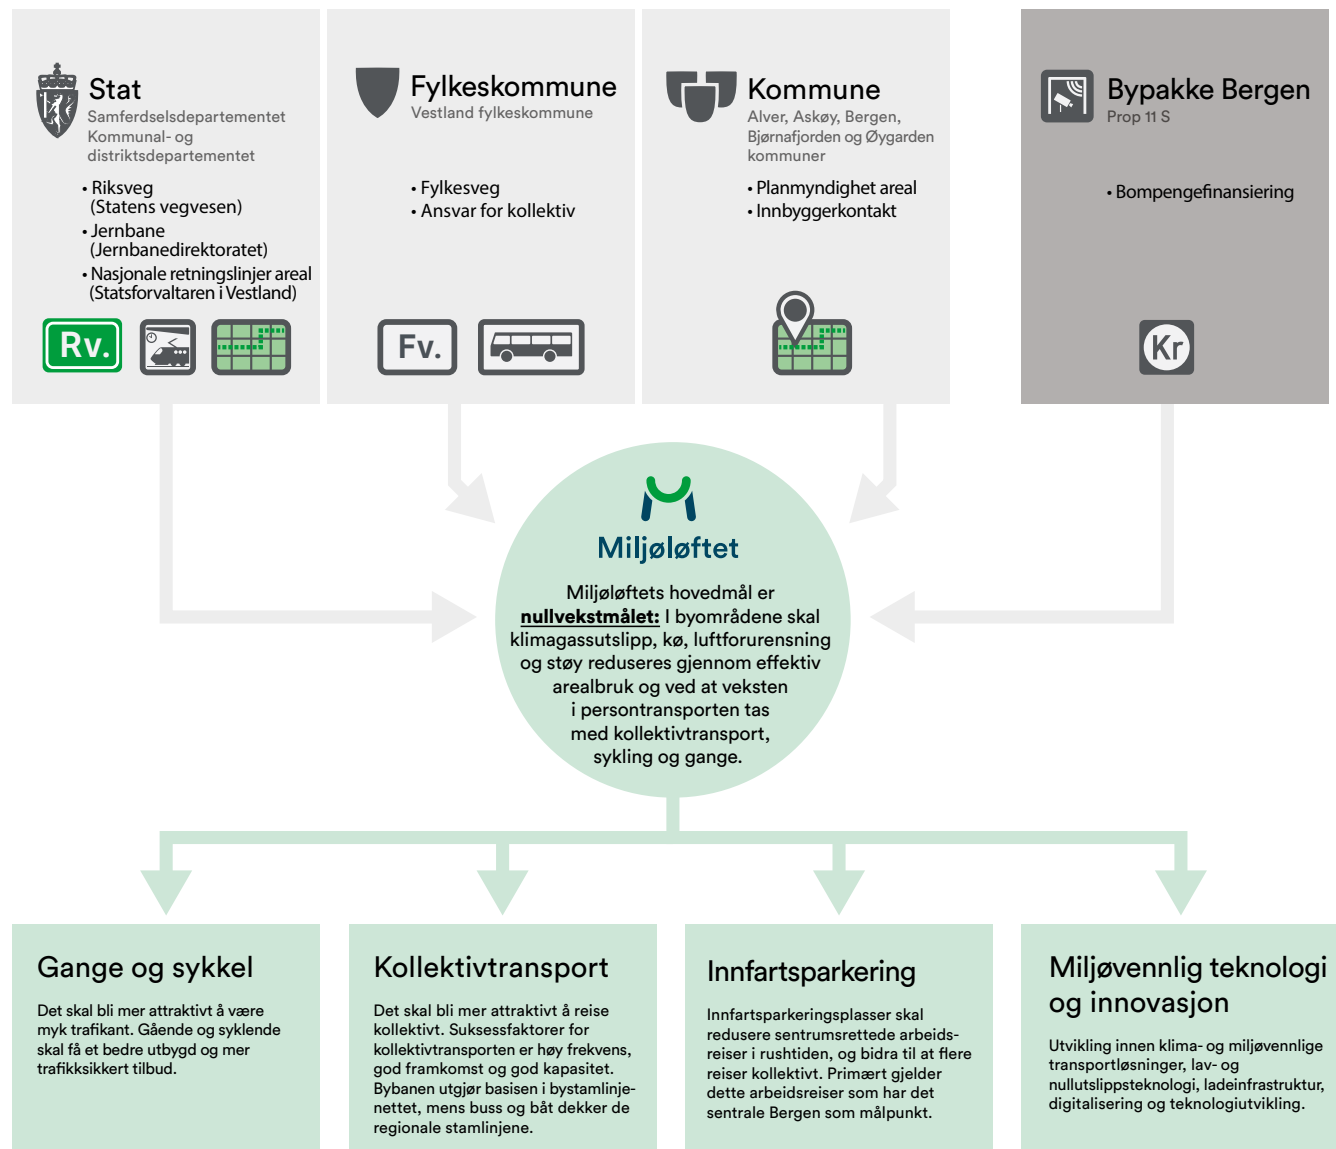 Stat
Samferdselsdepartementet
Kommunal- og
distriktsdepartementet
• Riksveg
(Statens vegvesen)
• Jernbane
(Jernbanedirektoratet)
• Nasjonale retningslinjer areal
(Statsforvaltaren i Vestland)
Rv.
Fylkeskommune
Vestland fylkeskommune
• Fylkesveg
• Ansvar for kollektiv
Fv.
Kommune
Alver, Askøy, Bergen,
Bjørnafjorden og Øygarden
kommuner
• Planmyndighet areal
• Innbyggerkontakt
Bypakke Bergen
Prop 11 S
• Bompengefinansiering
Kr
Miljøløftet
Miljøløftets hovedmål er
nullvekstmålet: I byområdene skal
klimagassutslipp, kø, luftforurensning
og støy reduseres gjennom effektiv
arealbruk og ved at veksten
i persontransporten tas
med kollektivtransport,
sykling og gange.
Gange og sykkel
Det skal bli mer attraktivt å være
myk trafikant. Gående og syklende
skal få et bedre utbygd og mer
trafikksikkert tilbud.
Kollektivtransport
Det skal bli mer attraktivt å reise
kollektivt. Suksessfaktorer for
kollektivtransporten er høy frekvens,
god framkomst og god kapasitet.
Bybanen utgjør basisen i bystamlinje-
nettet, mens buss og båt dekker de
regionale stamlinjene.
Innfartsparkering
Innfartsparkeringsplasser skal
redusere sentrumsrettede arbeids-
reiser i rushtiden, og bidra til at flere
reiser kollektivt. Primært gjelder
dette arbeidsreiser som har det
sentrale Bergen som målpunkt.
Miljøvennlig teknologi
og innovasjon
Utvikling innen klima- og miljøvennlige
transportløsninger, lav- og
nullutslippsteknologi, ladeinfrastruktur,
digitalisering og teknologiutvikling.